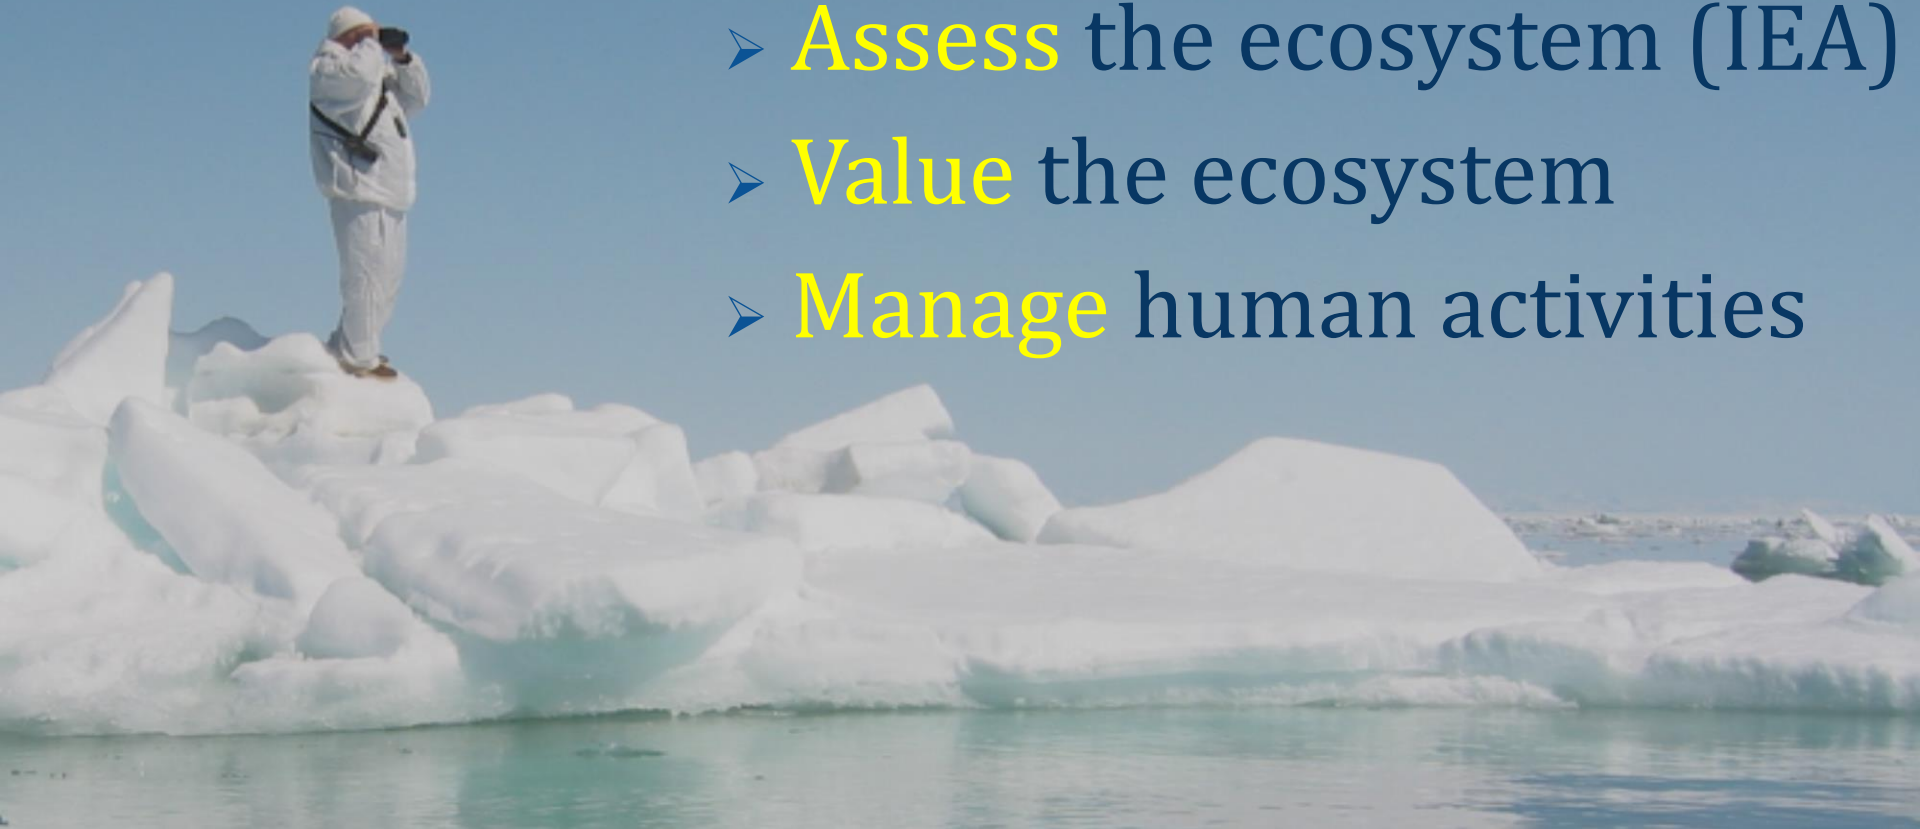 ➢ Assess the ecosystem (IEA)
➢ Value the ecosystem
➢ Manage human activities